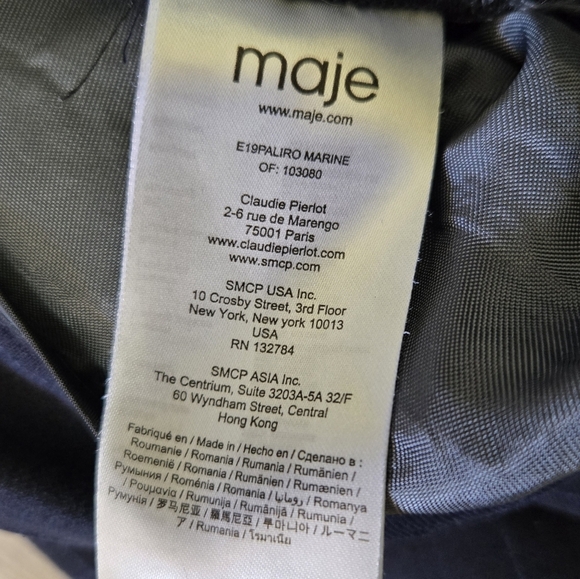 maje
www.maje.com
E19PALIRO MARINE
OF: 103080
Claudie Pierlot
2-6 rue de Marengo
75001 Paris
www.claudiepierlot.com
www.smcp.com
SMCP USA Inc.
10 Crosby Street, 3rd Floor
New York, New york 10013
USA
RN 132784
SMCP ASIA Inc.
The Centrium, Suite 3203A-5A 32/F
60 Wyndham Street, Central
Hong Kong
Fabriqué en / Made in / Hecho en / Сделано в :
Roumanie / Romania / Rumania / Rumänien /
Roemenië / Romania / Rumänien / Rumænien /
Румыния / Roménia / Romania / رومانيا / Romanya
/ Ρουμανία / Rumunija / Rumānijā / Rumunia /
Румунія / 罗马尼亚 / 羅馬尼亞 / 루마니아 / ルーマニ
ア / Rumania / โรมาเนีย